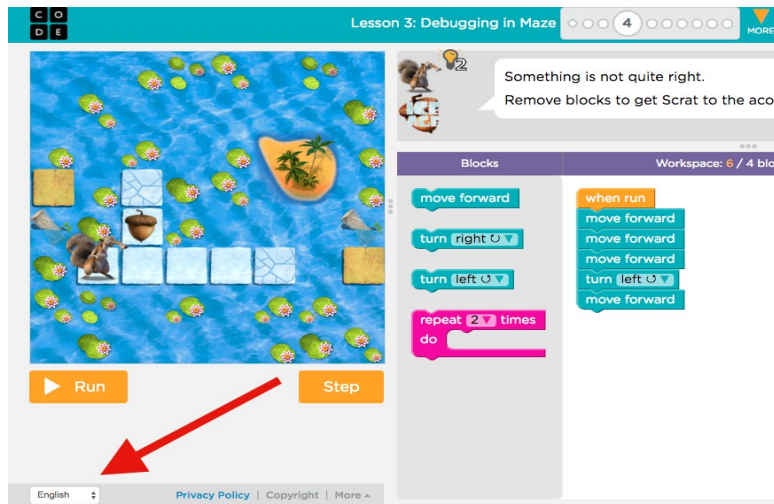 C O
D E
Lesson 3: Debugging in Maze
4
MORE
2
Something is not quite right.
Remove blocks to get Scrat to the aco
Blocks
Workspace: 6 / 4 blo
move forward
turn right ↻ ▼
turn left ↺ ▼
repeat 2 ▼ times
do
when run
move forward
move forward
move forward
turn left ↺ ▼
move forward
Run
Step
English
Privacy Policy | Copyright | More